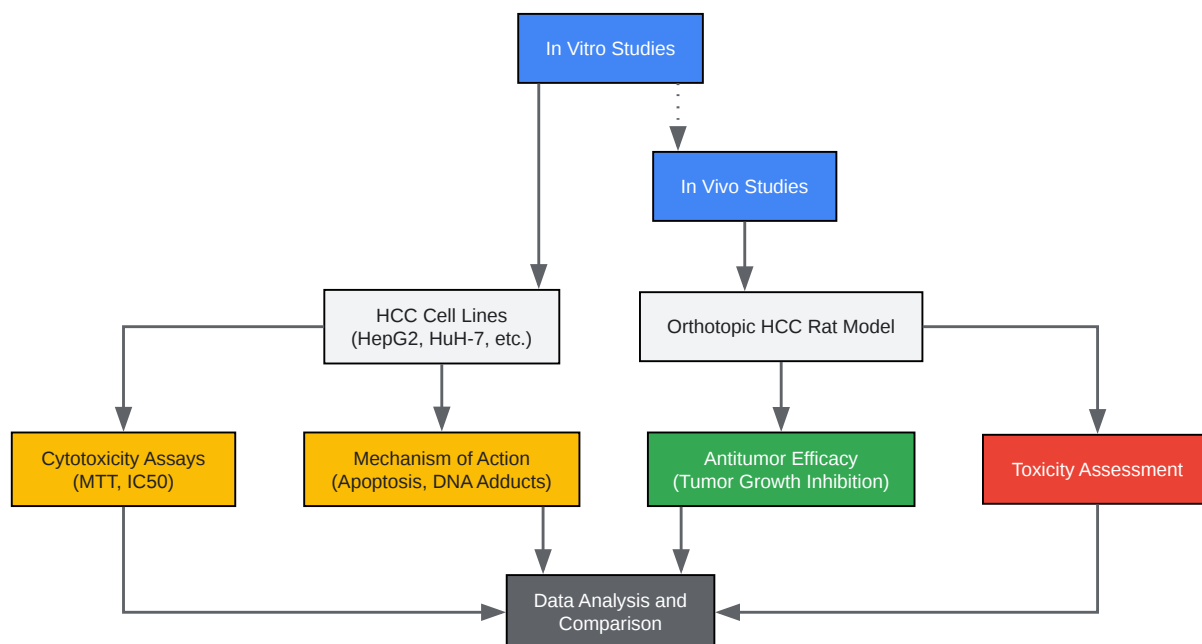 In Vitro Studies
In Vivo Studies
HCC Cell Lines
(HepG2, HuH-7, etc.)
Orthotopic HCC Rat Model
Cytotoxicity Assays
(MTT, IC50)
Mechanism of Action
(Apoptosis, DNA Adducts)
Antitumor Efficacy
(Tumor Growth Inhibition)
Toxicity Assessment
Data Analysis and
Comparison